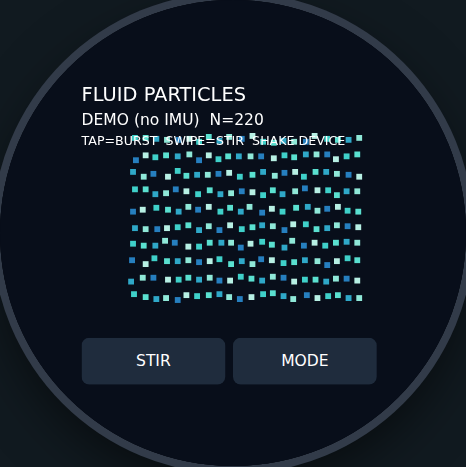 FLUID PARTICLES
DEMO (no IMU)  N=220
TAP=BURST  SWIPE=STIR  SHAKE DEVICE
STIR
MODE